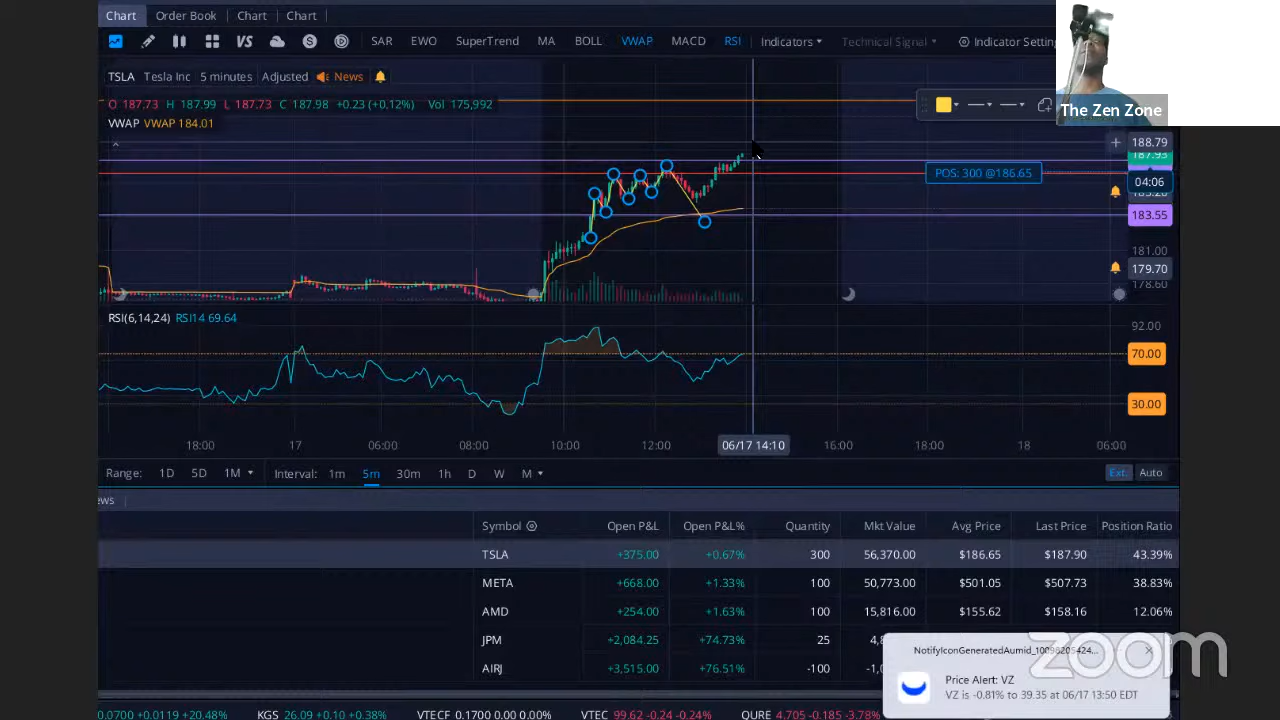 Chart Order Book Chart Chart
VS $ SAR EWO SuperTrend MA BOLL VWAP MACD RSI Indicators Technical Signal Indicator Settin
The Zen Zone
TSLA Tesla Inc 5 minutes Adjusted News
O 187.73 H 187.99 L 187.73 C 187.98 +0.23 (+0.12%) Vol 175,992
VWAP VWAP 184.01
188.79
187.93
POS: 300 @186.65
04:06
183.55
181.00
179.70
178.60
RSI(6,14,24) RSI14 69.64
92.00
70.00
30.00
18:00 17 06:00 08:00 10:00 12:00 06/17 14:10 16:00 18:00 18 06:00
Range: 1D 5D 1M Interval: 1m 5m 30m 1h D W M Ext. Auto
ews
Symbol Open P&L Open P&L% Quantity Mkt Value Avg Price Last Price Position Ratio
TSLA +375.00 +0.67% 300 56,370.00 $186.65 $187.90 43.39%
META +668.00 +1.33% 100 50,773.00 $501.05 $507.73 38.83%
AMD +254.00 +1.63% 100 15,816.00 $155.62 $158.16 12.06%
JPM +2,084.25 +74.73% 25 4,8
AIRJ +3,515.00 +76.51% -100 -1,0
NotifyIconGeneratedAumid_10098205424...
zoom
Price Alert: VZ
VZ is -0.81% to 39.35 at 06/17 13:50 EDT
0.0700 +0.0119 +20.48% KGS 26.09 +0.10 +0.38% VTECF 0.1700 0.00 0.00% VTEC 99.62 -0.24 -0.24% QURE 4.705 -0.185 -3.78%